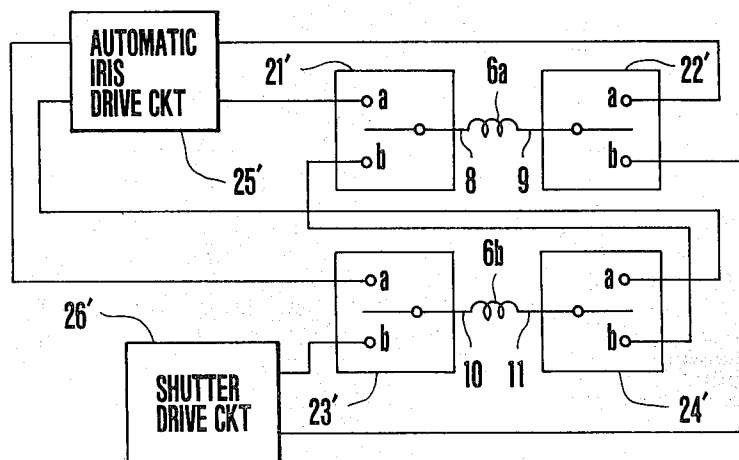 AUTOMATIC
IRIS
DRIVE CKT
25'
21'
a
b
6a
8
9
22'
a
b
23'
a
b
6b
10
11
24'
a
b
26'
SHUTTER
DRIVE CKT